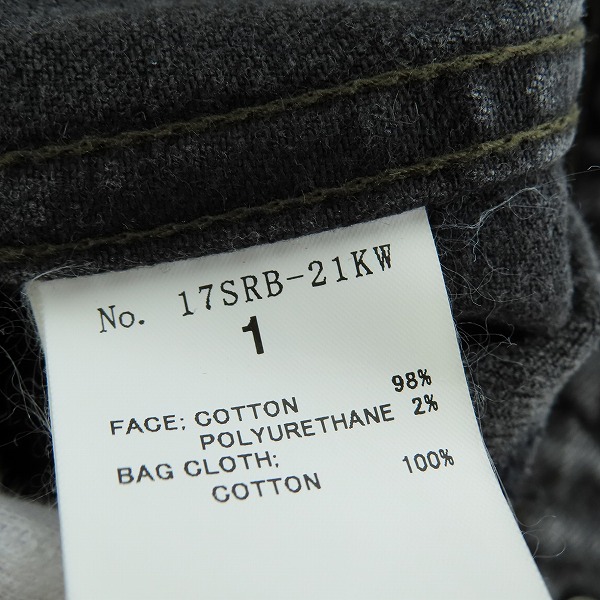 No. 17SRB-21KW
1
FACE; COTTON 98%
POLYURETHANE 2%
BAG CLOTH;
COTTON 100%